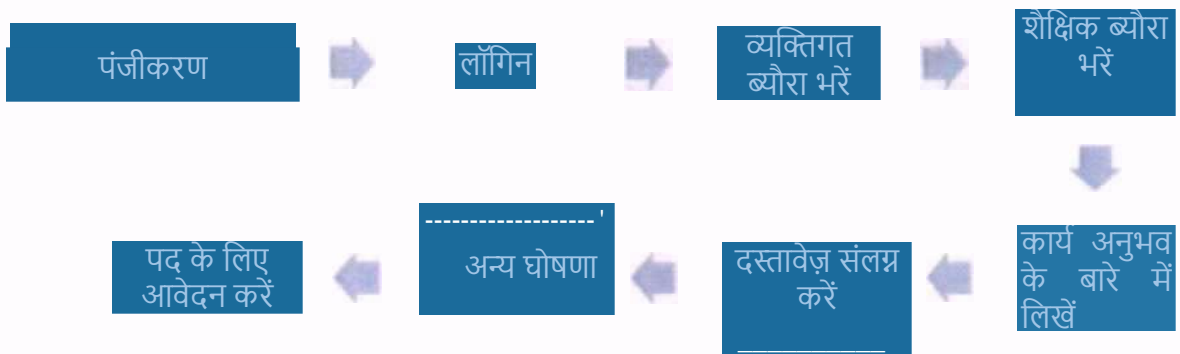 पंजीकरण
लॉगिन
व्यक्तिगत
ब्यौरा भरें
शैक्षिक ब्यौरा
भरें
कार्य अनुभव
के बारे में
लिखें
दस्तावेज़ संलग्न
करें
-------------------'
अन्य घोषणा
पद के लिए
आवेदन करें